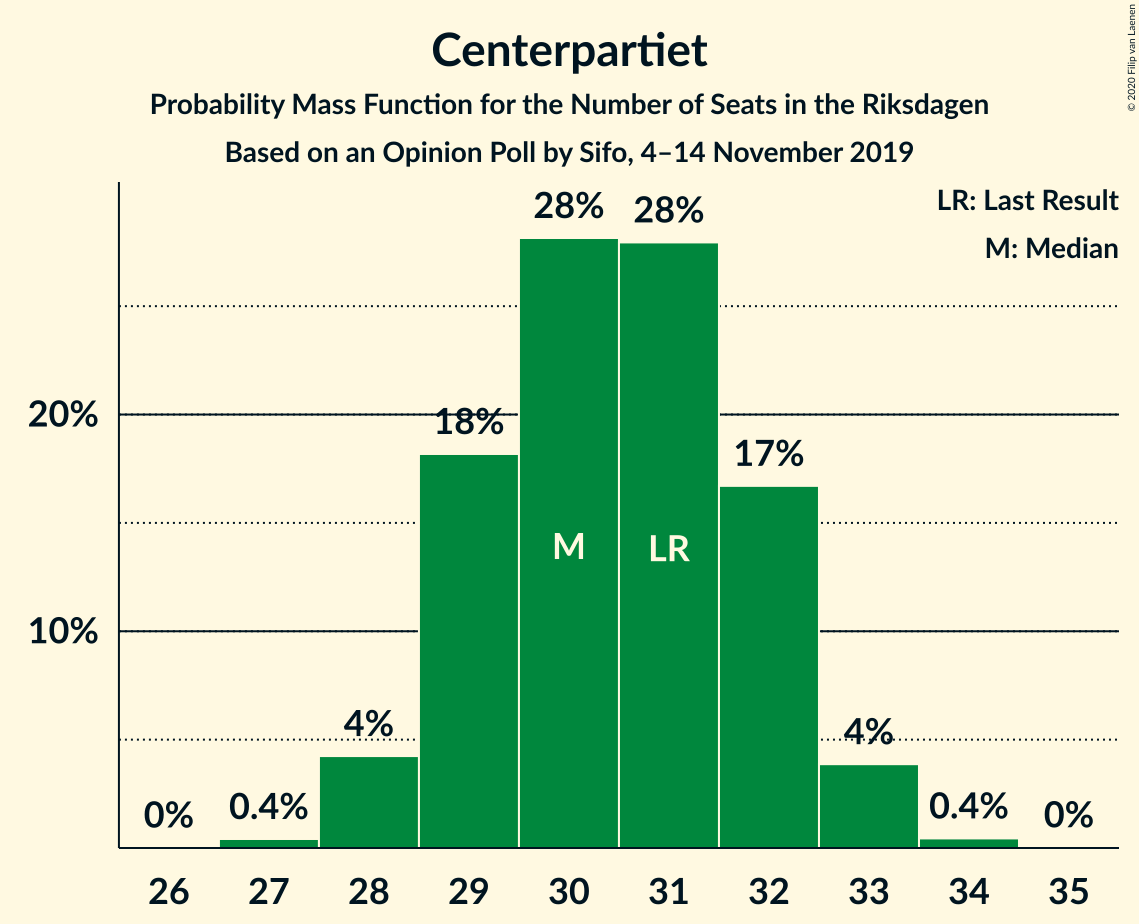 Centerpartiet
Probability Mass Function for the Number of Seats in the Riksdagen
Based on an Opinion Poll by Sifo, 4–14 November 2019
© 2020 Filip van Laenen
LR: Last Result
M: Median
28%
28%
20%
18%
17%
M
LR
10%
4%
4%
0%
0.4%
0.4%
0%
26 27 28 29 30 31 32 33 34 35